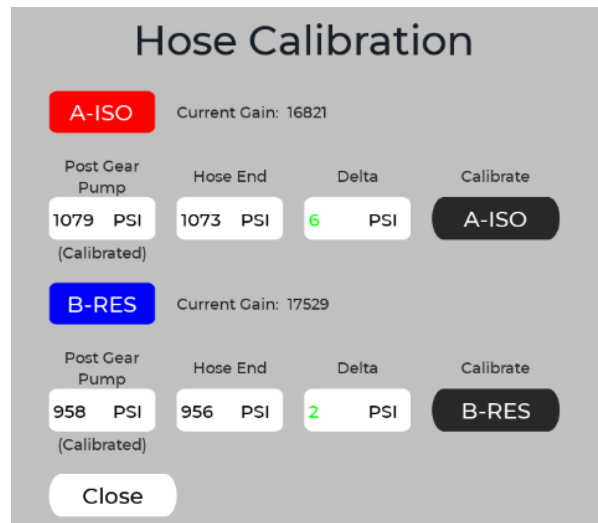 Hose Calibration
A-ISO Current Gain: 16821
Post Gear
Pump Hose End Delta Calibrate
1079 PSI 1073 PSI 6 PSI A-ISO
(Calibrated)
B-RES Current Gain: 17529
Post Gear
Pump Hose End Delta Calibrate
958 PSI 956 PSI 2 PSI B-RES
(Calibrated)
Close